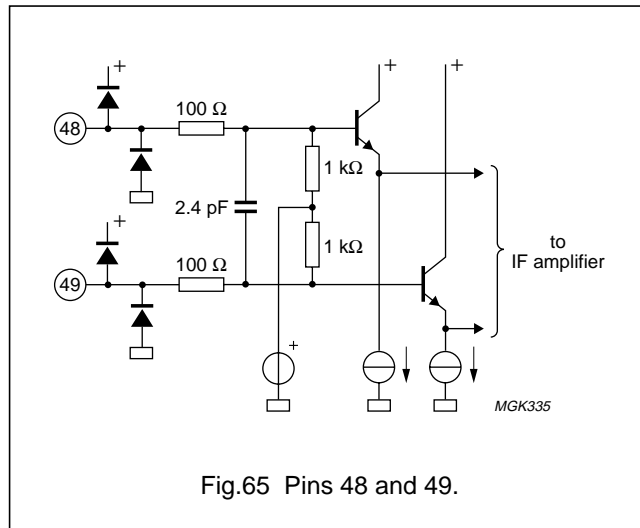 +
48
100 Ω
+
+
1 kΩ
2.4 pF
1 kΩ
+
49
100 Ω
to
IF amplifier
+
MGK335
Fig.65 Pins 48 and 49.